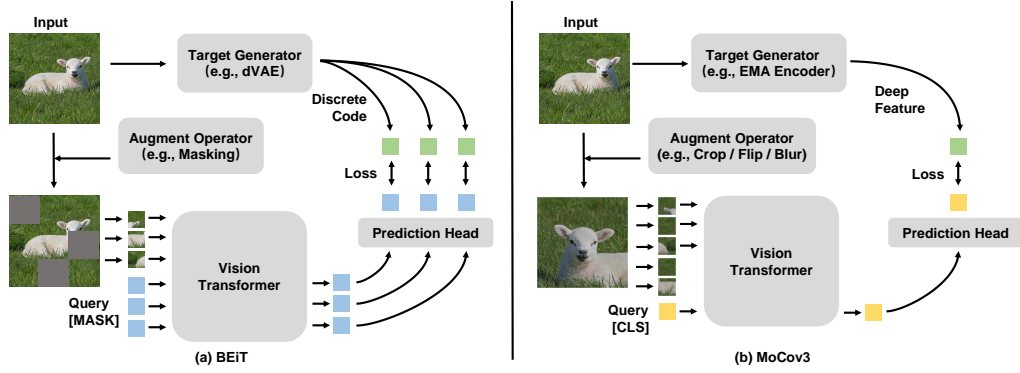 Input
Target Generator
(e.g., dVAE)
Discrete
Code
Augment Operator
(e.g., Masking)
Loss
Prediction Head
Vision
Transformer
Query
[MASK]
(a) BEiT
Input
Target Generator
(e.g., EMA Encoder)
Deep
Feature
Augment Operator
(e.g., Crop / Flip / Blur)
Loss
Prediction Head
Vision
Transformer
Query
[CLS]
(b) MoCov3